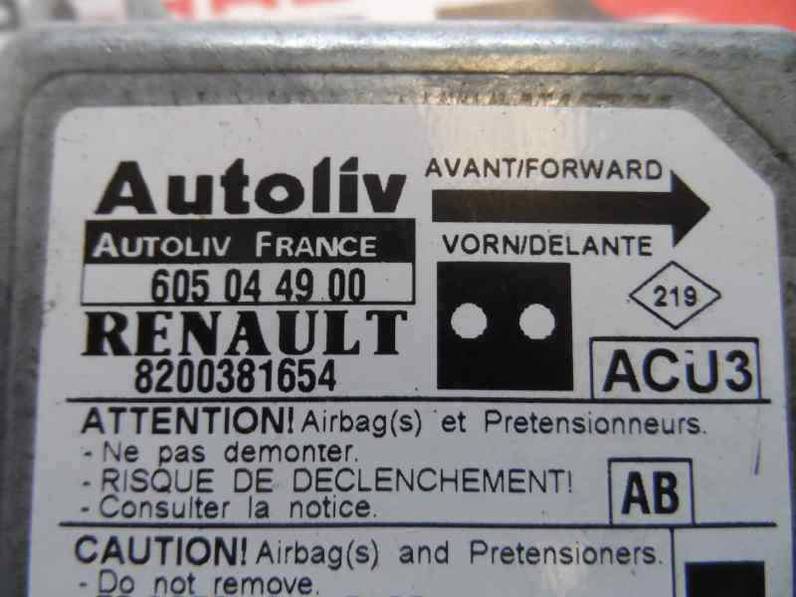 Autoliv
AVANT/FORWARD
AUTOLIV FRANCE
VORN/DELANTE
605 04 49 00
219
RENAULT
8200381654
ACU3
ATTENTION! Airbag(s) et Pretensionneurs.
- Ne pas demonter.
- RISQUE DE DECLENCHEMENT!
- Consulter la notice.
AB
CAUTION! Airbag(s) and Pretensioners.
- Do not remove.